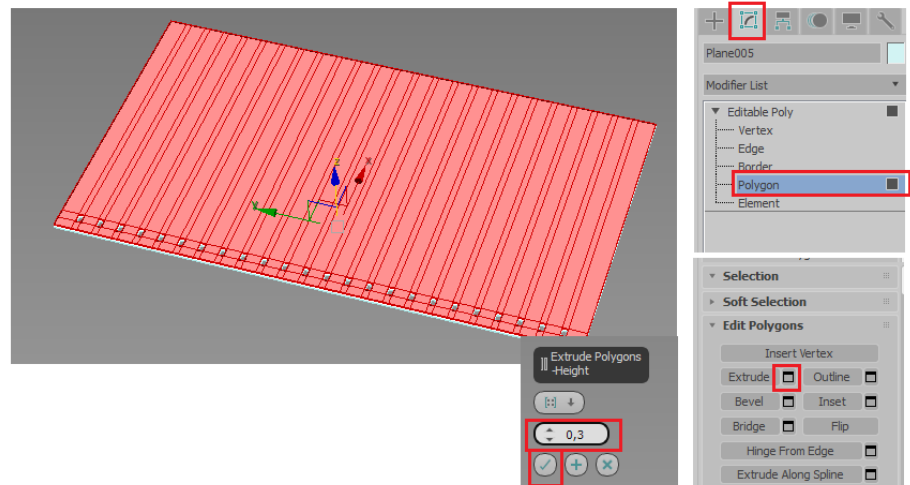 Plane005
Modifier List
Editable Poly
Vertex
Edge
Border
Polygon
Element
Selection
Soft Selection
Edit Polygons
Insert Vertex
Extrude Outline
Bevel Inset
Bridge Flip
Hinge From Edge
Extrude Along Spline
z
x
y
Extrude Polygons
-Height
0,3